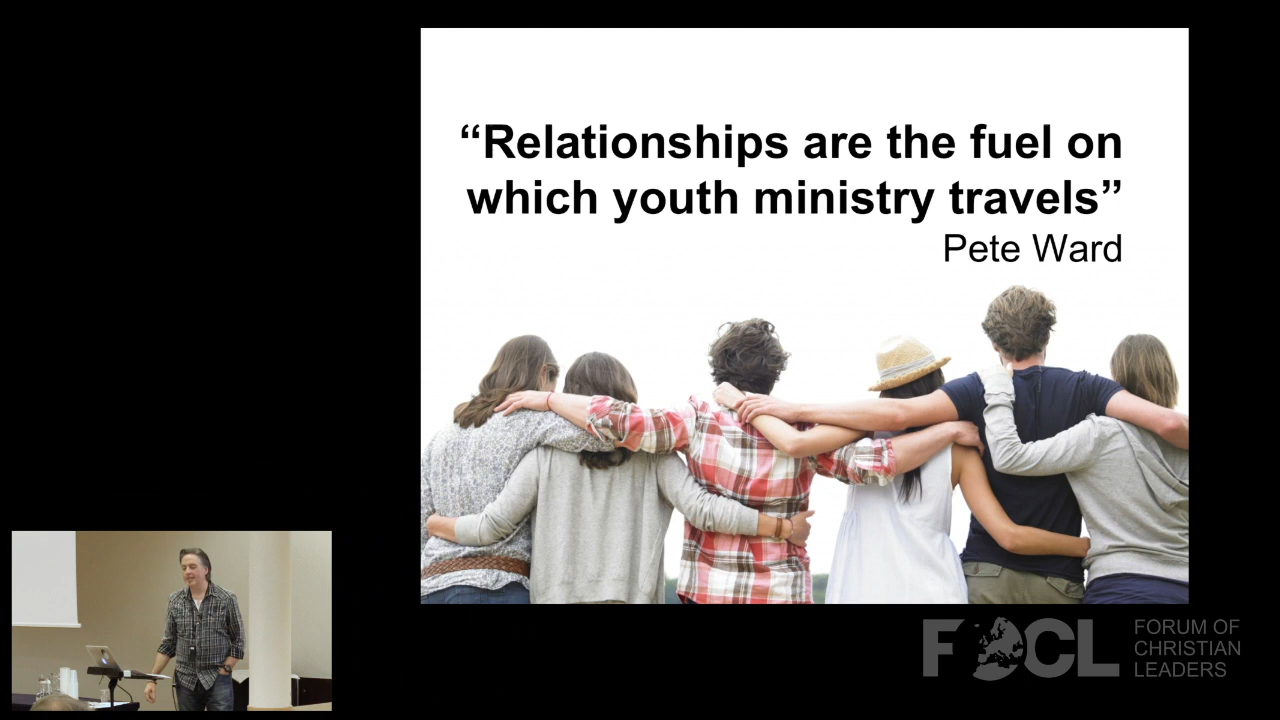 “Relationships are the fuel on
which youth ministry travels”
Pete Ward
FOCL
FORUM OF
CHRISTIAN
LEADERS